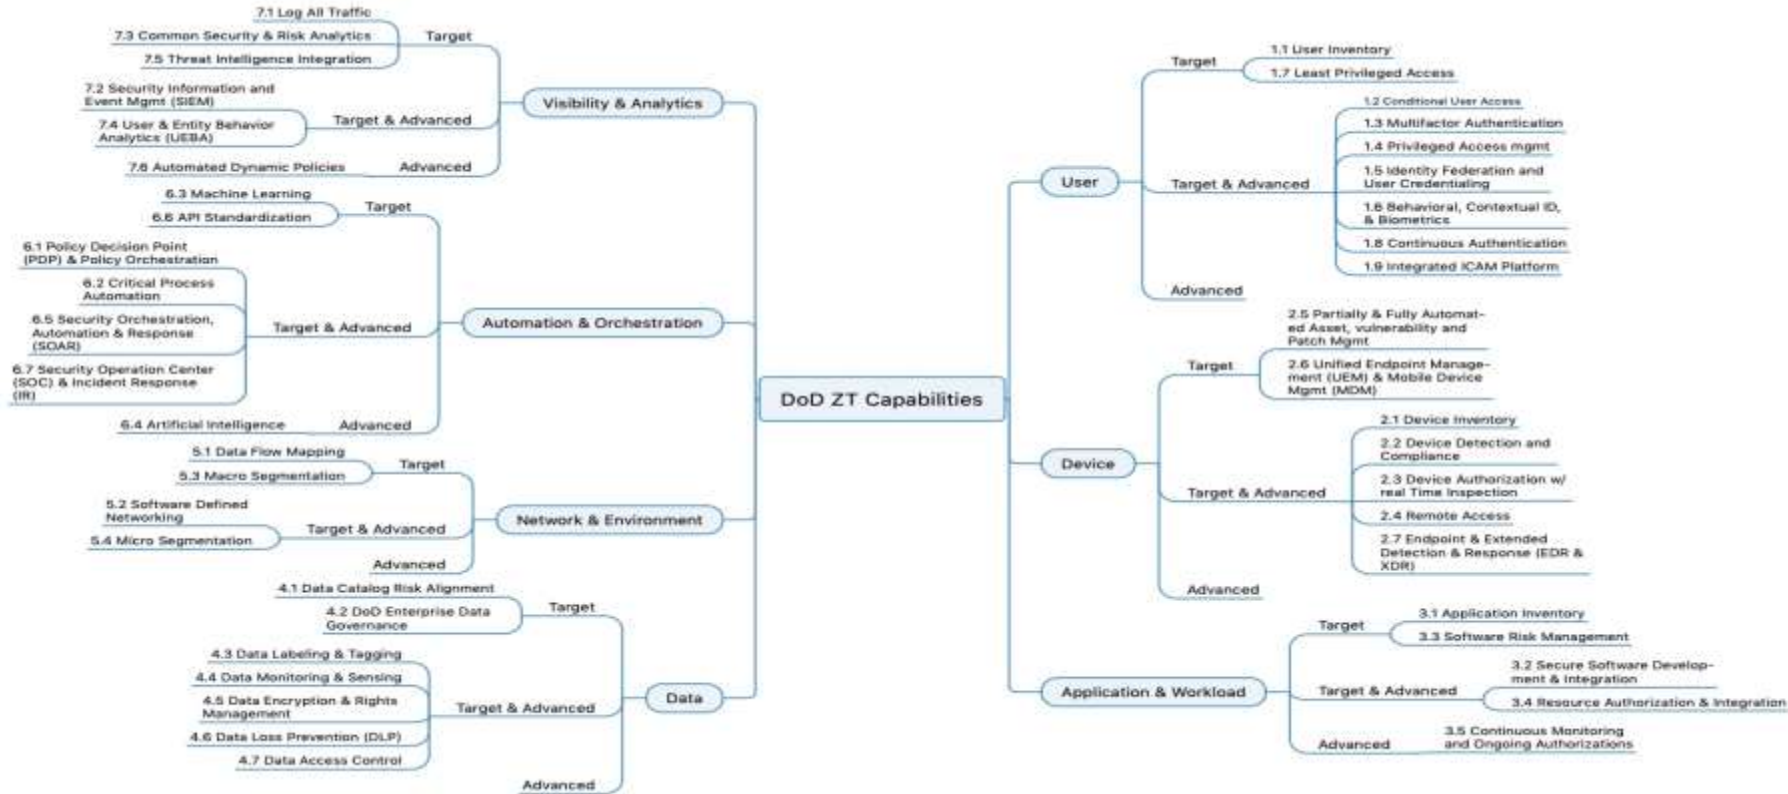 DoD ZT Capabilities
User
Target
1.1 User Inventory
1.7 Least Privileged Access
Target & Advanced
1.2 Conditional User Access
1.3 Multifactor Authentication
1.4 Privileged Access mgmt
1.5 Identity Federation and
User Credentialing
1.6 Behavioral, Contextual ID,
& Biometrics
1.8 Continuous Authentication
1.9 Integrated ICAM Platform
Advanced
Device
Target
2.5 Partially & Fully Automat-
ed Asset, vulnerability and
Patch Mgmt
2.6 Unified Endpoint Manage-
ment (UEM) & Mobile Device
Mgmt (MDM)
Target & Advanced
2.1 Device Inventory
2.2 Device Detection and
Compliance
2.3 Device Authorization w/
real Time Inspection
2.4 Remote Access
2.7 Endpoint & Extended
Detection & Response (EDR &
XDR)
Advanced
Application & Workload
Target
3.1 Application Inventory
3.3 Software Risk Management
Target & Advanced
3.2 Secure Software Develop-
ment & Integration
3.4 Resource Authorization & Integration
Advanced
3.5 Continuous Monitoring
and Ongoing Authorizations
Visibility & Analytics
Target
7.1 Log All Traffic
7.3 Common Security & Risk Analytics
7.5 Threat Intelligence Integration
Target & Advanced
7.2 Security Information and
Event Mgmt (SIEM)
7.4 User & Entity Behavior
Analytics (UEBA)
Advanced
7.6 Automated Dynamic Policies
Automation & Orchestration
Target
6.3 Machine Learning
6.6 API Standardization
Target & Advanced
6.1 Policy Decision Point
(PDP) & Policy Orchestration
6.2 Critical Process
Automation
6.5 Security Orchestration,
Automation & Response
(SOAR)
6.7 Security Operation Center
(SOC) & Incident Response
(IR)
Advanced
6.4 Artificial Intelligence
Network & Environment
Target
5.1 Data Flow Mapping
5.3 Macro Segmentation
Target & Advanced
5.2 Software Defined
Networking
5.4 Micro Segmentation
Advanced
Data
Target
4.1 Data Catalog Risk Alignment
4.2 DoD Enterprise Data
Governance
Target & Advanced
4.3 Data Labeling & Tagging
4.4 Data Monitoring & Sensing
4.5 Data Encryption & Rights
Management
4.6 Data Loss Prevention (DLP)
4.7 Data Access Control
Advanced